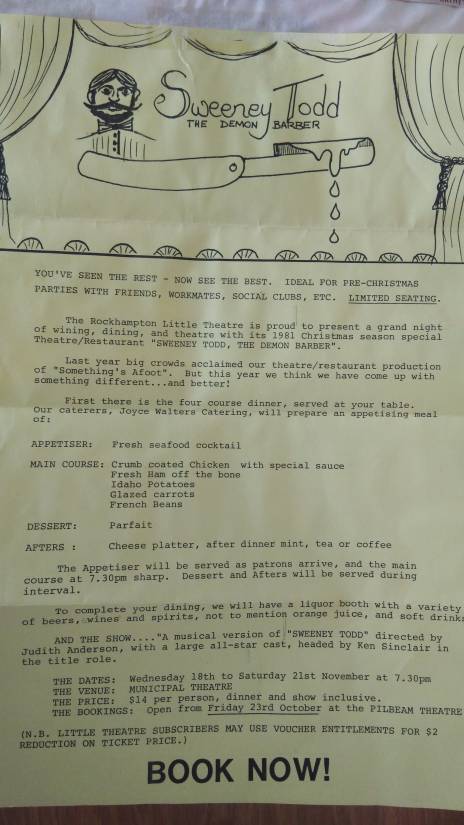 Sweeney Todd
THE DEMON BARBER
YOU'VE SEEN THE REST - NOW SEE THE BEST. IDEAL FOR PRE-CHRISTMAS
PARTIES WITH FRIENDS, WORKMATES, SOCIAL CLUBS, ETC. LIMITED SEATING.
The Rockhampton Little Theatre is proud to present a grand night
of wining, dining, and theatre with its 1981 Christmas season special
Theatre/Restaurant "SWEENEY TODD, THE DEMON BARBER".
Last year big crowds acclaimed our theatre/restaurant production
of "Something's Afoot". But this year we think we have come up with
something different...and better!
First there is the four course dinner, served at your table.
Our caterers, Joyce Walters Catering, will prepare an appetising meal
of:
APPETISER: Fresh seafood cocktail
MAIN COURSE: Crumb coated Chicken with special sauce
Fresh Ham off the bone
Idaho Potatoes
Glazed carrots
French Beans
DESSERT: Parfait
AFTERS : Cheese platter, after dinner mint, tea or coffee
The Appetiser will be served as patrons arrive, and the main
course at 7.30pm sharp. Dessert and Afters will be served during
interval.
To complete your dining, we will have a liquor booth with a variety
of beers, wines and spirits, not to mention orange juice, and soft drinks
AND THE SHOW...."A musical version of "SWEENEY TODD" directed by
Judith Anderson, with a large all-star cast, headed by Ken Sinclair in
the title role.
THE DATES: Wednesday 18th to Saturday 21st November at 7.30pm
THE VENUE: MUNICIPAL THEATRE
THE PRICE: $14 per person, dinner and show inclusive.
THE BOOKINGS: Open from Friday 23rd October at the PILBEAM THEATRE
(N.B. LITTLE THEATRE SUBSCRIBERS MAY USE VOUCHER ENTITLEMENTS FOR $2
REDUCTION ON TICKET PRICE.)
BOOK NOW!